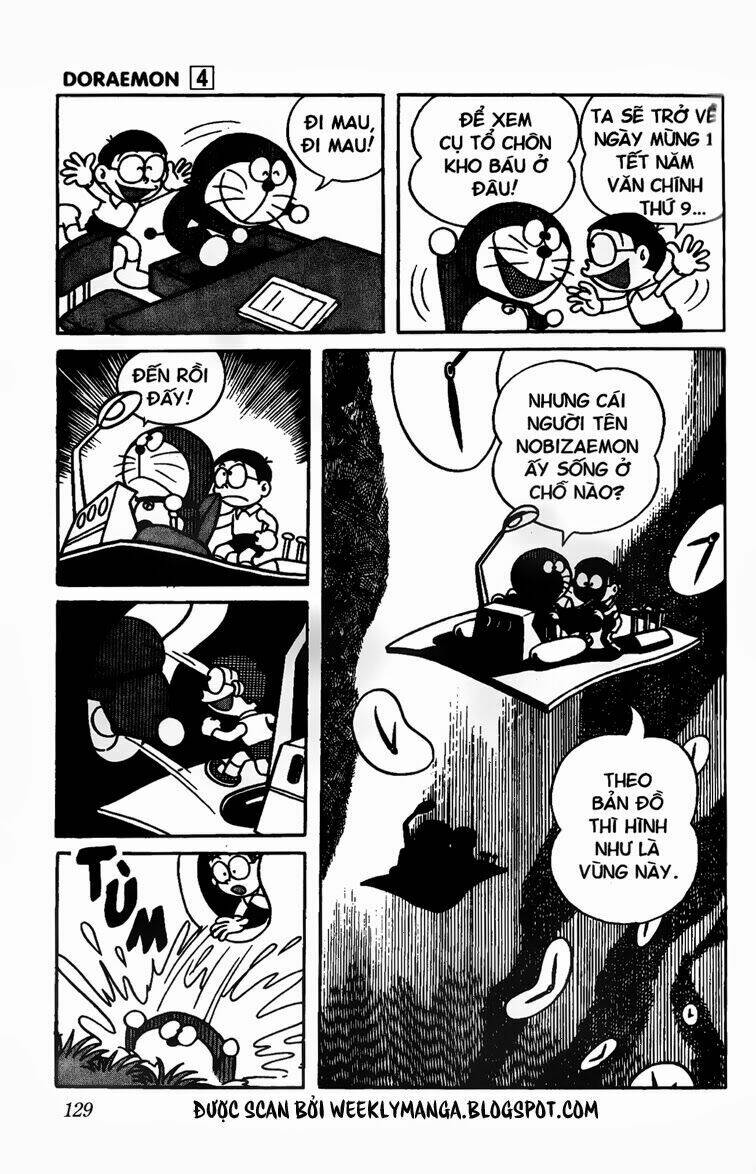 DORAEMON 4
ĐI MAU,
ĐI MAU!
ĐỂ XEM
CỤ TỔ CHÔN
KHO BÁU Ở
ĐÂU!
TA SẼ TRỞ VỀ
NGÀY MỪNG 1
TẾT NĂM
VĂN CHÍNH
THỨ 9...
ĐẾN RỒI
ĐẤY!
NHƯNG CÁI
NGƯỜI TÊN
NOBIZAEMON
ẤY SỐNG Ở
CHỐ NÀO?
THEO
BẢN ĐỒ
THÌ HÌNH
NHƯ LÀ
VÙNG NÀY.
TÙM
129
ĐƯỢC SCAN BỞI WEEKLYMANGA.BLOGSPOT.COM